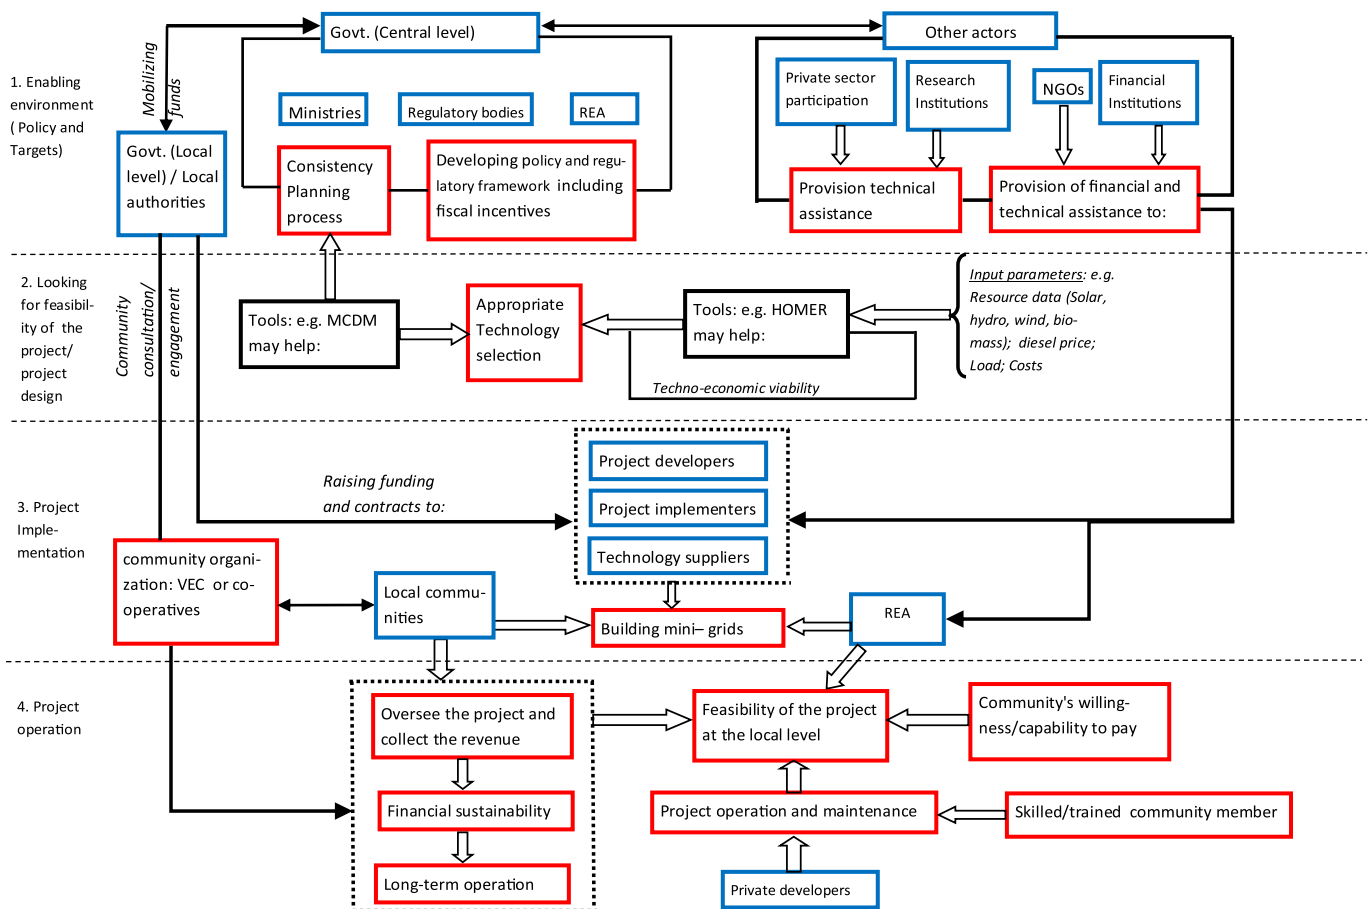 Govt. (Central level)
Other actors
Mobilizing
funds
1. Enabling
environment
( Policy and
Targets)
Private sector
participation
Research
Institutions
NGOs
Financial
Institutions
Ministries
Regulatory bodies
REA
Govt. (Local
level) / Local
authorities
Consistency
Planning
process
Developing policy and regu-
latory framework including
fiscal incentives
Provision technical
assistance
Provision of financial and
technical assistance to:
2. Looking
for feasibil-
ity of the
project/
project
design
Community
consultation/
engagement
Tools: e.g. MCDM
may help:
Appropriate
Technology
selection
Tools: e.g. HOMER
may help:
Input parameters: e.g.
Resource data (Solar,
hydro, wind, bio-
mass); diesel price;
Load; Costs
Techno-economic viability
3. Project
Imple-
mentation
Raising funding
and contracts to:
Project developers
Project implementers
Technology suppliers
community organi-
zation: VEC or co-
operatives
Local commu-
nities
Building mini– grids
REA
4. Project
operation
Oversee the project and
collect the revenue
Feasibility of the project
at the local level
Community's willing-
ness/capability to pay
Financial sustainability
Project operation and maintenance
Skilled/trained community member
Long-term operation
Private developers